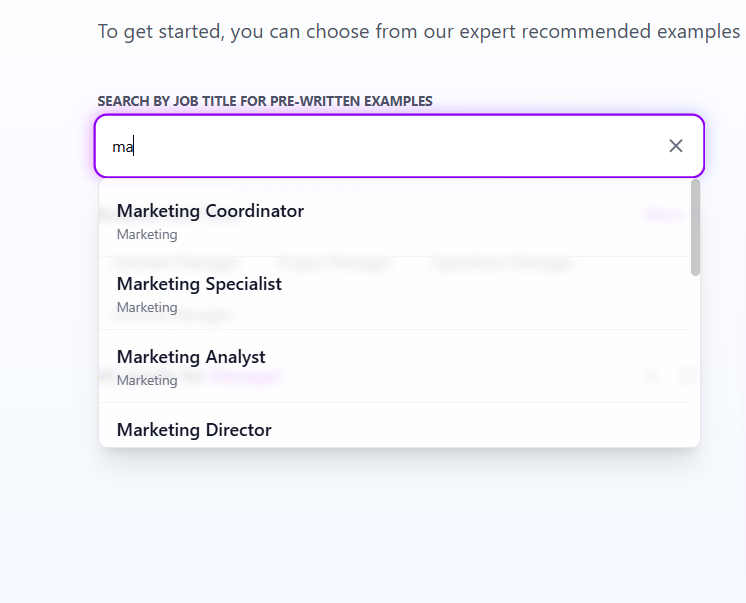 To get started, you can choose from our expert recommended examples
SEARCH BY JOB TITLE FOR PRE-WRITTEN EXAMPLES
ma
Marketing Coordinator
Marketing
Marketing Specialist
Marketing
Marketing Analyst
Marketing
Marketing Director